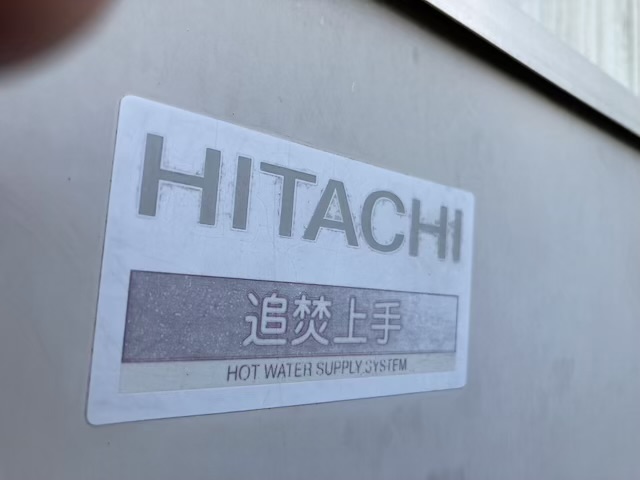 HITACHI
追焚上手
HOT WATER SUPPLY SYSTEM